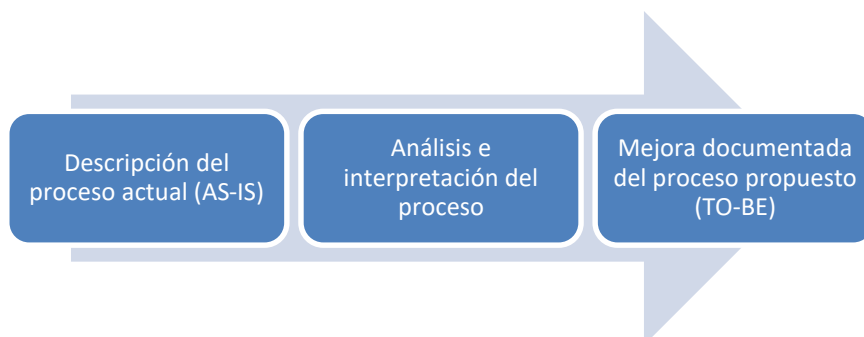 Descripción del
proceso actual (AS-IS)
Análisis e
interpretación del
proceso
Mejora documentada
del proceso propuesto
(TO-BE)